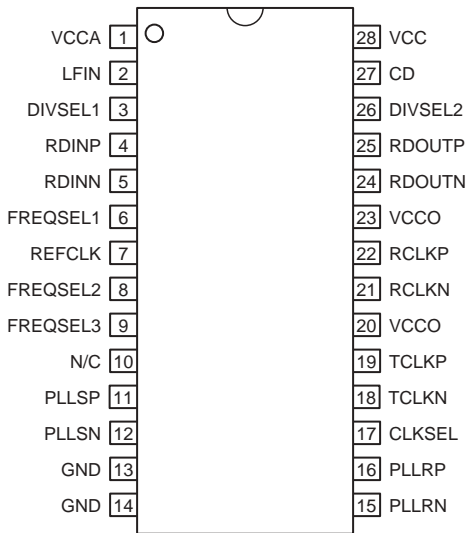 VCCA 1 28 VCC
LFIN 2 27 CD
DIVSEL1 3 26 DIVSEL2
RDINP 4 25 RDOUTP
RDINN 5 24 RDOUTN
FREQSEL1 6 23 VCCO
REFCLK 7 22 RCLKP
FREQSEL2 8 21 RCLKN
FREQSEL3 9 20 VCCO
N/C 10 19 TCLKP
PLLSP 11 18 TCLKN
PLLSN 12 17 CLKSEL
GND 13 16 PLLRP
GND 14 15 PLLRN